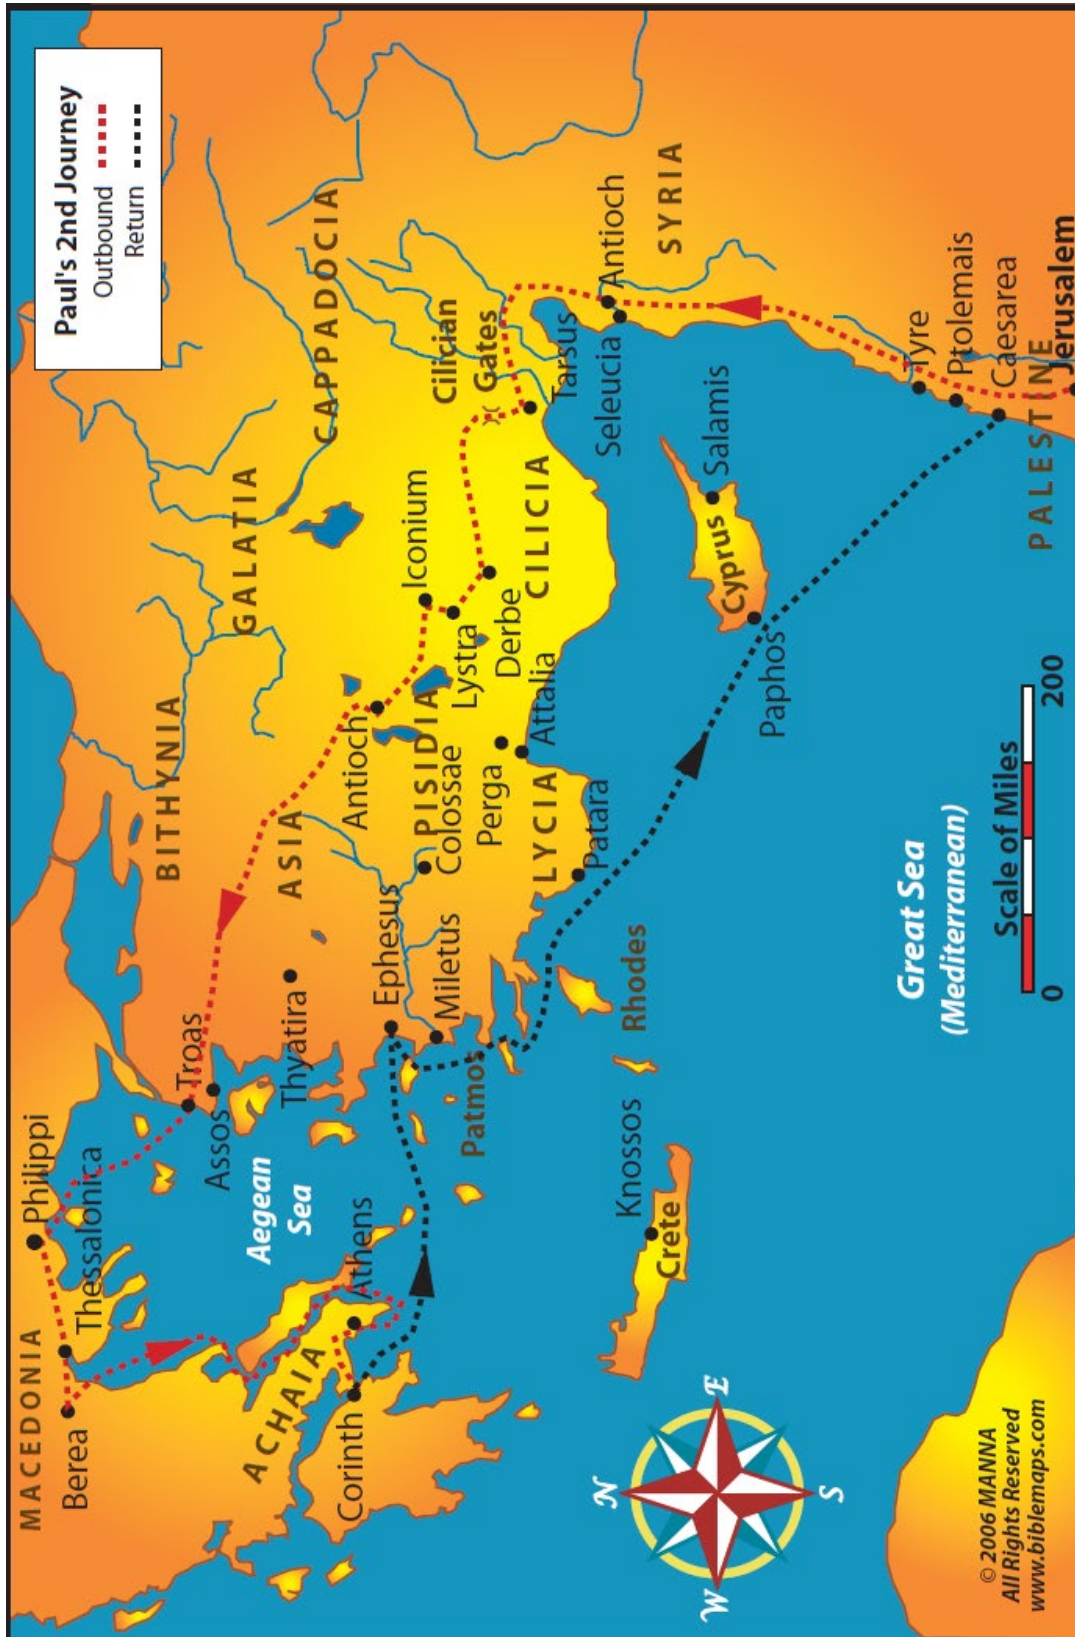 Paul's 2nd Journey
Outbound
Return
MACEDONIA
Philippi
Berea
Thessalonica
BITHYNIA
GALATIA
CAPPADOCIA
Troas
Assos
Aegean
Sea
Thyatira
ASIA
ACHAIA
Athens
Corinth
Ephesus
Miletus
Patmos
Antioch
PISIDIA
Colossae
Iconium
Lystra
Derbe
Perga
Attalia
LYCIA
Patara
CILICIA
Cilician
Gates
Tarsus
Antioch
Seleucia
SYRIA
Rhodes
Knossos
Crete
Cyprus
Salamis
Paphos
Tyre
Ptolemais
Caesarea
PALESTINE
Jerusalem
Great Sea
(Mediterranean)
Scale of Miles
0
200
N
W
E
S
© 2006 MANNA
All Rights Reserved
www.biblemaps.com